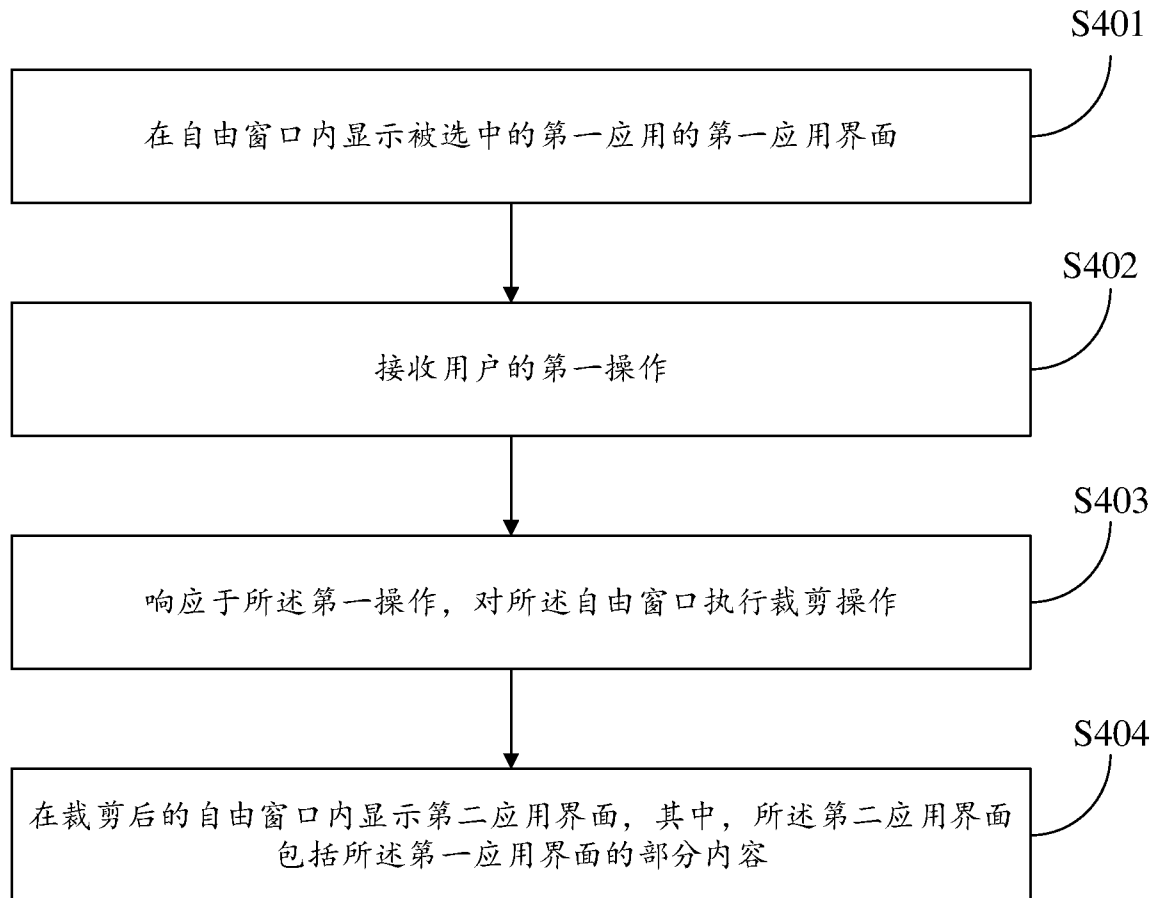 S401
在自由窗口内显示被选中的第一应用的第一应用界面
S402
接收用户的第一操作
S403
响应于所述第一操作，对所述自由窗口执行裁剪操作
S404
在裁剪后的自由窗口内显示第二应用界面，其中，所述第二应用界面
包括所述第一应用界面的部分内容